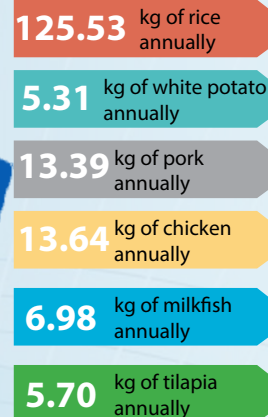 125.53 kg of rice
annually
5.31 kg of white potato
annually
13.39 kg of pork
annually
13.64 kg of chicken
annually
6.98 kg of milkfish
annually
5.70 kg of tilapia
annually